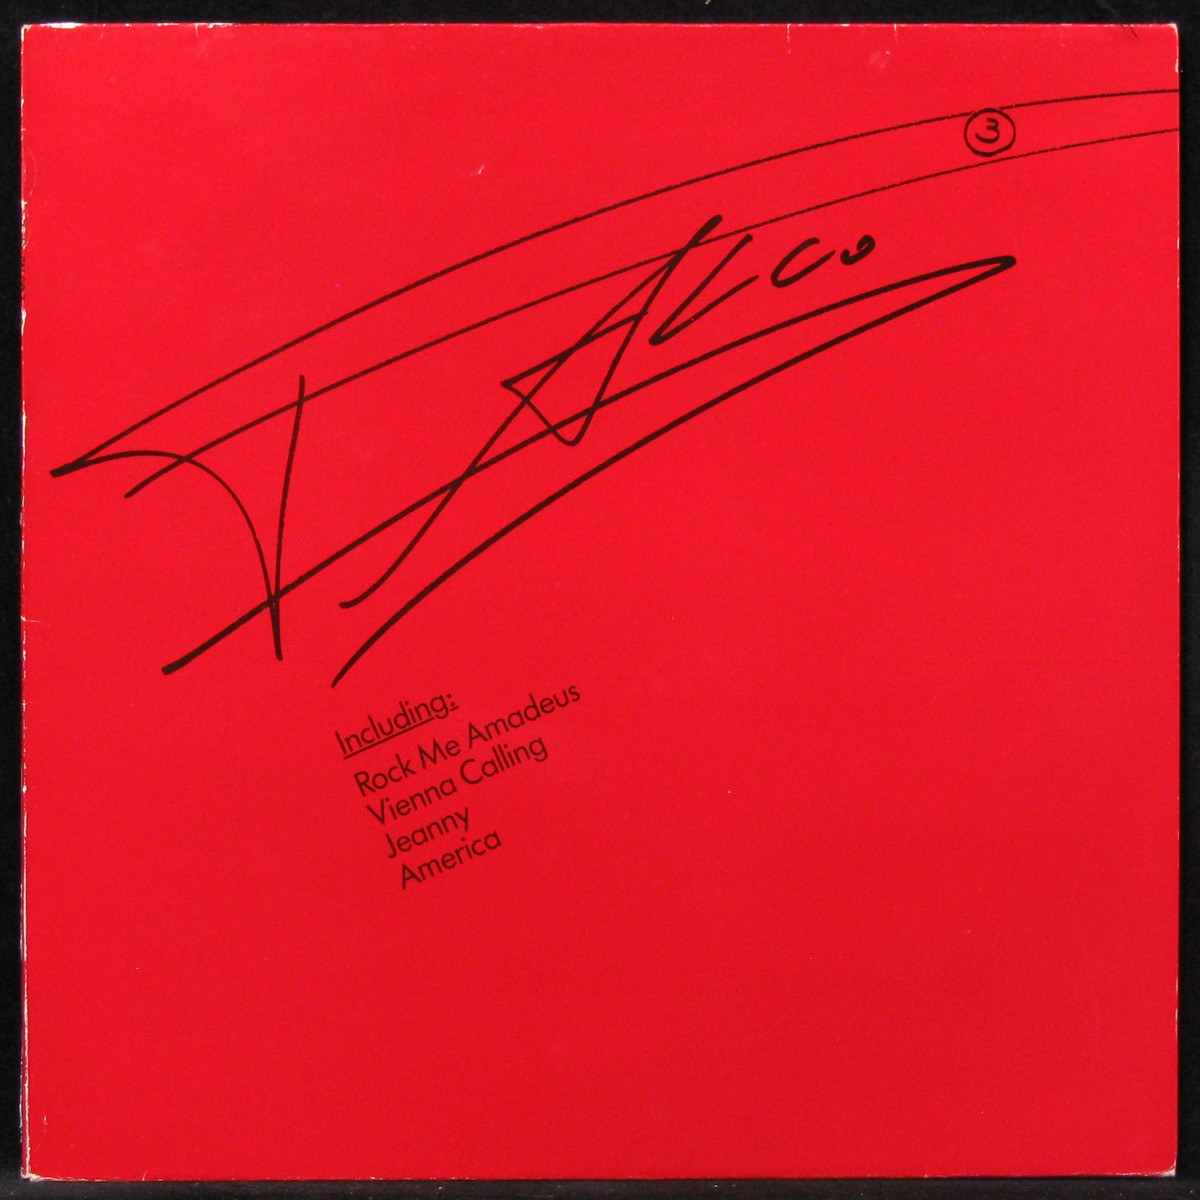 3
FALCO
Including:
Rock Me Amadeus
Vienna Calling
Jeanny
America